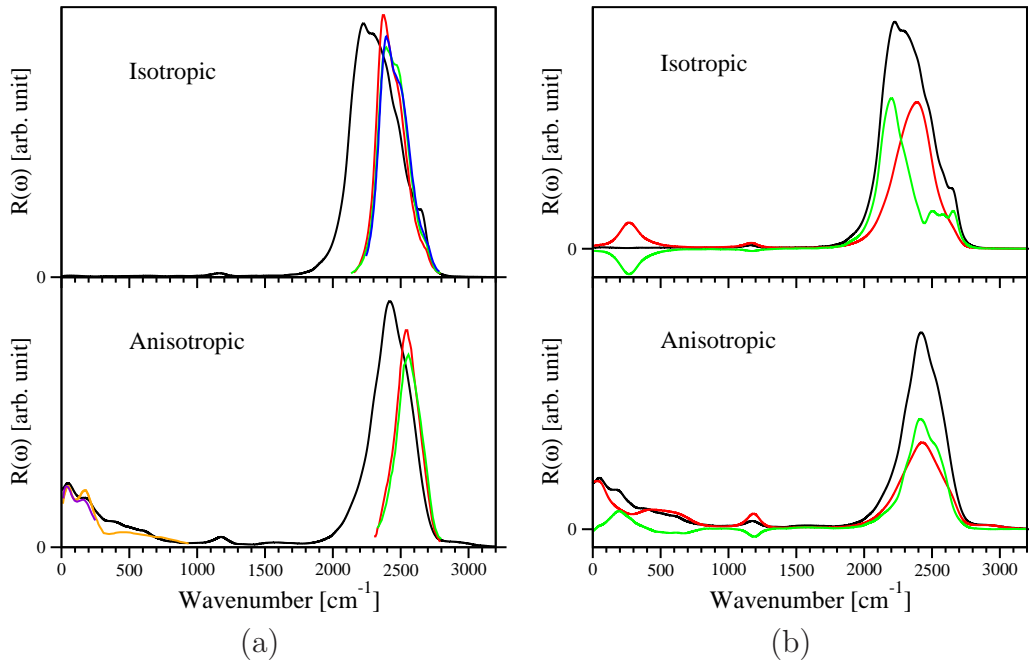 R(ω) [arb. unit]
Isotropic
0
R(ω) [arb. unit]
Anisotropic
0
0 500 1000 1500 2000 2500 3000
Wavenumber [cm⁻¹]
(a)
R(ω) [arb. unit]
Isotropic
0
R(ω) [arb. unit]
Anisotropic
0
0 500 1000 1500 2000 2500 3000
Wavenumber [cm⁻¹]
(b)